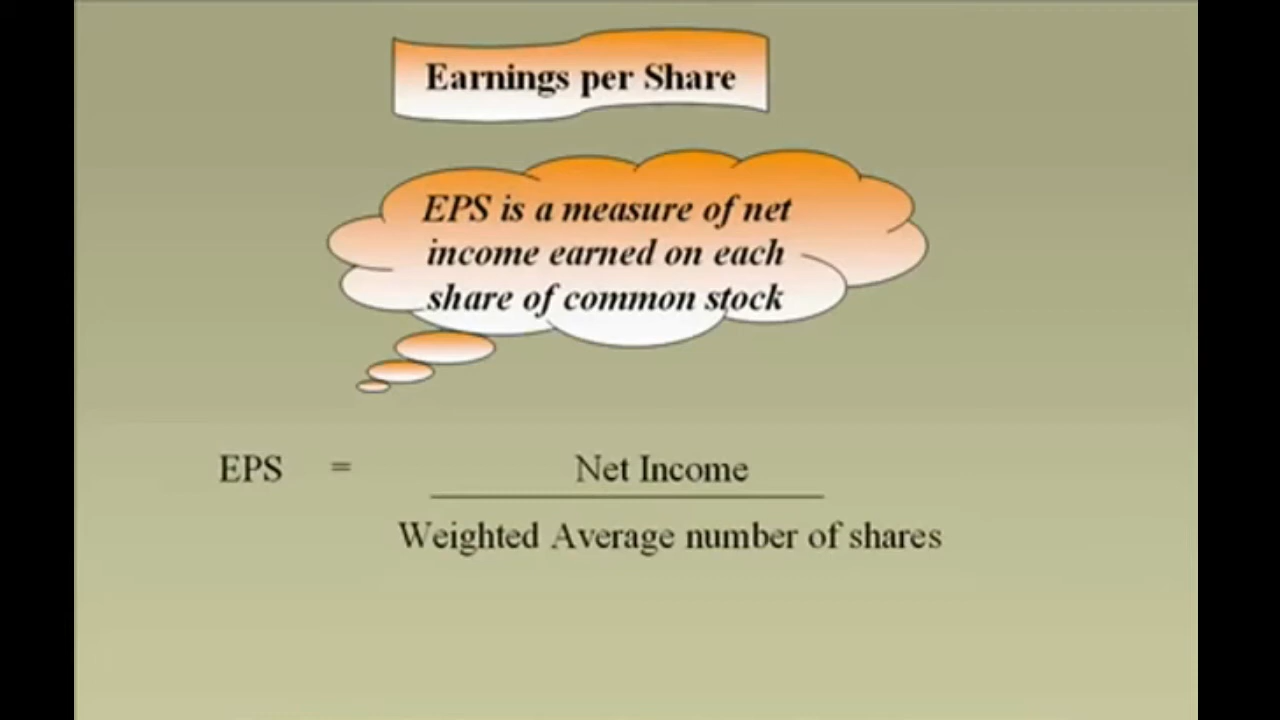 Earnings per Share
EPS is a measure of net
income earned on each
share of common stock
EPS = Net Income
Weighted Average number of shares